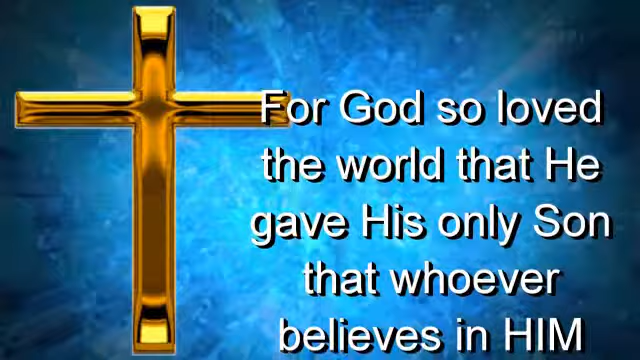 For God so loved
the world that He
gave His only Son
that whoever
believes in HIM